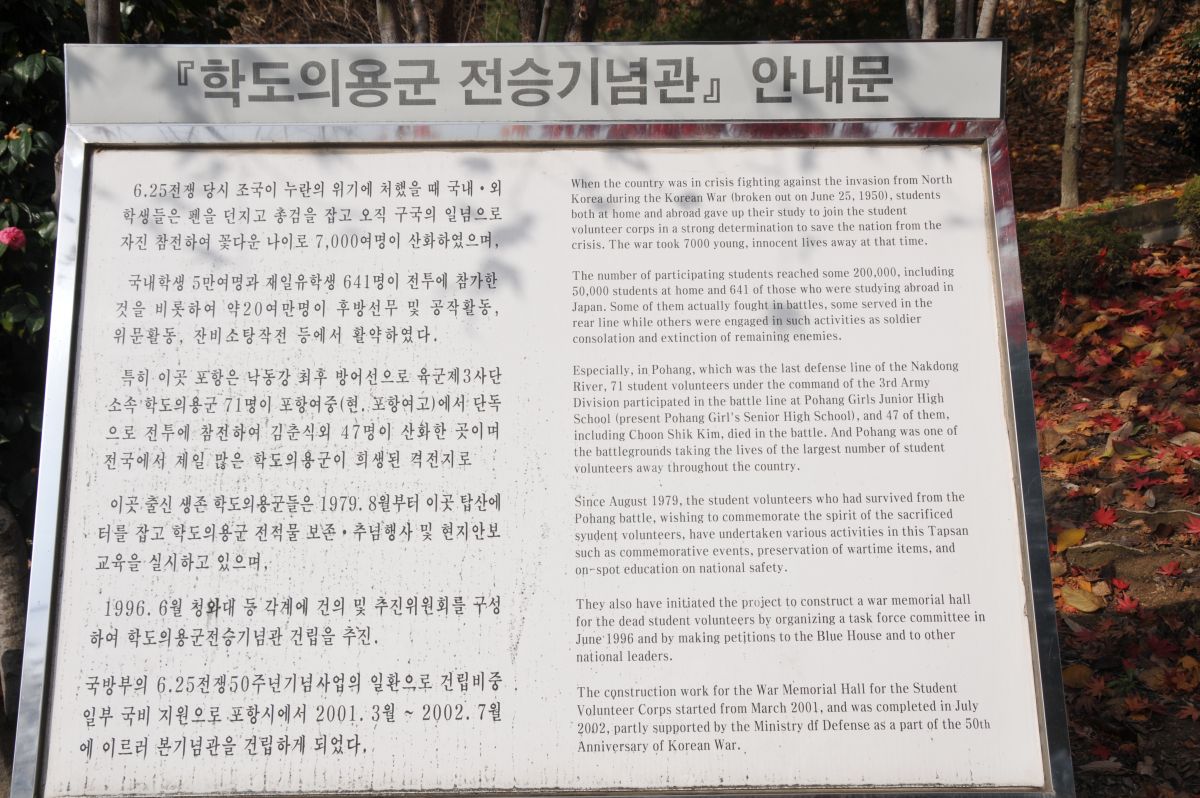 『학도의용군 전승기념관』 안내문
6.25전쟁 당시 조국이 누란의 위기에 처했을 때 국내·외
학생들은 펜을 던지고 총검을 잡고 오직 구국의 일념으로
자진 참전하여 꽃다운 나이로 7,000여명이 산화하였으며,
국내학생 5만여명과 재일유학생 641명이 전투에 참가한
것을 비롯하여 약20여만명이 후방선무 및 공작활동,
위문활동, 잔비소탕작전 등에서 활약하였다.
특히 이곳 포항은 낙동강 최후 방어선으로 육군제3사단
소속 학도의용군 71명이 포항여중(현, 포항여고)에서 단독
으로 전투에 참전하여 김춘식외 47명이 산화한 곳이며
전국에서 제일 많은 학도의용군이 희생된 격전지로
이곳 출신 생존 학도의용군들은 1979. 8월부터 이곳 탑산에
터를 잡고 학도의용군 전적물 보존·추념행사 및 현지안보
교육을 실시하고 있으며,
1996. 6월 청와대 등 각계에 건의 및 추진위원회를 구성
하여 학도의용군전승기념관 건립을 추진.
국방부의 6.25전쟁50주년기념사업의 일환으로 건립비중
일부 국비 지원으로 포항시에서 2001. 3월 ~ 2002. 7월
에 이르러 본기념관을 건립하게 되었다.
When the country was in crisis fighting against the invasion from North
Korea during the Korean War (broken out on June 25, 1950), students
both at home and abroad gave up their study to join the student
volunteer corps in a strong determination to save the nation from the
crisis. The war took 7000 young, innocent lives away at that time.
The number of participating students reached some 200,000, including
50,000 students at home and 641 of those who were studying abroad in
Japan. Some of them actually fought in battles, some served in the
rear line while others were engaged in such activities as soldier
consolation and extinction of remaining enemies.
Especially, in Pohang, which was the last defense line of the Nakdong
River, 71 student volunteers under the command of the 3rd Army
Division participated in the battle line at Pohang Girls Junior High
School (present Pohang Girl's Senior High School), and 47 of them,
including Choon Shik Kim, died in the battle. And Pohang was one of
the battlegrounds taking the lives of the largest number of student
volunteers away throughout the country.
Since August 1979, the student volunteers who had survived from the
Pohang battle, wishing to commemorate the spirit of the sacrificed
syudent volunteers, have undertaken various activities in this Tapsan
such as commemorative events, preservation of wartime items, and
on-spot education on national safety.
They also have initiated the project to construct a war memorial hall
for the dead student volunteers by organizing a task force committee in
June 1996 and by making petitions to the Blue House and to other
national leaders.
The construction work for the War Memorial Hall for the Student
Volunteer Corps started from March 2001, and was completed in July
2002, partly supported by the Ministry df Defense as a part of the 50th
Anniversary of Korean War.